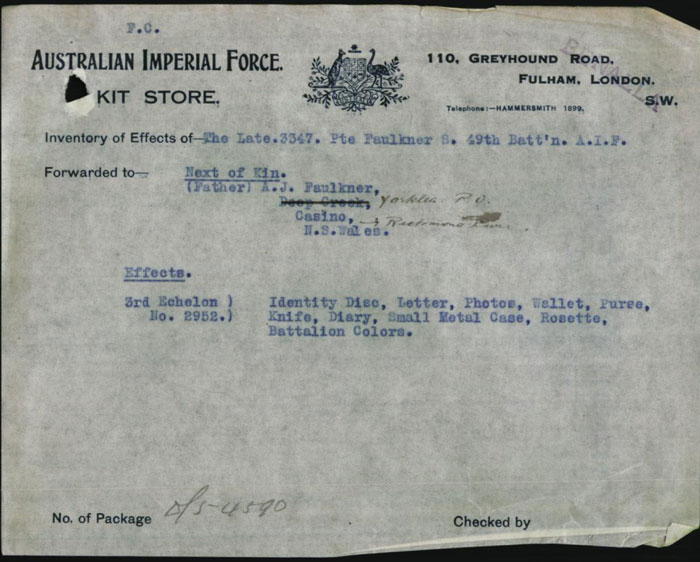 F.C.
AUSTRALIAN IMPERIAL FORCE.
KIT STORE.
110, GREYHOUND ROAD,
FULHAM, LONDON.
S.W.
Telephone:—HAMMERSMITH 1899.
Inventory of Effects of—The Late.3347. Pte Faulkner S. 49th Batt'n. A.I.F.
Forwarded to— Next of Kin.
(Father) A.J. Faulkner,
Deep Creek, P.O.
Casino, Richmond River
N.S.Wales.
Effects.
3rd Echelon ) Identity Disc, Letter, Photos, Wallet, Purse,
No. 2952.) Knife, Diary, Small Metal Case, Rosette,
Battalion Colors.
No. of Package D/S-4590
Checked by